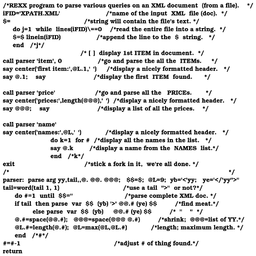 /*REXX program to parse various queries on an XML document  (from a file).  */
iFID='XPATH.XML'  /*name of the input  XML file (doc).  */
$=  /*string will contain the file's text.  */
do j=1  while  lines(iFID)\==0  /*read the entire file into a string.  */
$=$ linein(iFID)  /*append the line to the  $  string.  */
end  /*j*/
/* [ ]  display 1st ITEM in document. */
call parser 'item', 0  /*go and parse the all the  ITEMs.  */
say center('first item:',@L.1,' ')  /*display a nicely formatted header.  */
say @.1;  say  /*display the first  ITEM  found.  */
call parser 'price'  /*go and parse all the  PRICEs.  */
say center('prices:',length(@@@),' ')  /*display a nicely formatted header.  */
say @@@;  say  /*display a list of all the prices.  */
call parser 'name'
say center('names:',@L,' ')  /*display a nicely formatted header.  */
do k=1  for #  /*display all the names in the list.  */
say @.k  /*display a name from the  NAMES  list.*/
end  /*k*/
exit  /*stick a fork in it,  we're all done. */
/*
parser:  parse arg yy,tail,,@. @@. @@@;  $$=$;  @L=9;  yb='<'yy;  ye='</'yy'>'
tail=word(tail 1, 1)  /*use a tail  ">"  or not?*/
do #=1  until  $$=''  /*parse complete XML doc. */
if tail  then parse  var  $$  (yb) '>' @@.# (ye) $$  /*find meat.*/
else parse  var  $$  (yb)  @@.# (ye) $$  /*  "  "  */
@.#=space(@@.#);  @@@=space(@@@ @.#)  /*shrink;  @@@=list of YY.*/
@L.#=length(@.#);  @L=max(@L,@L.#)  /*length; maximum length. */
end  /*#*/
#=#-1  /*adjust  # of thing found.*/
return